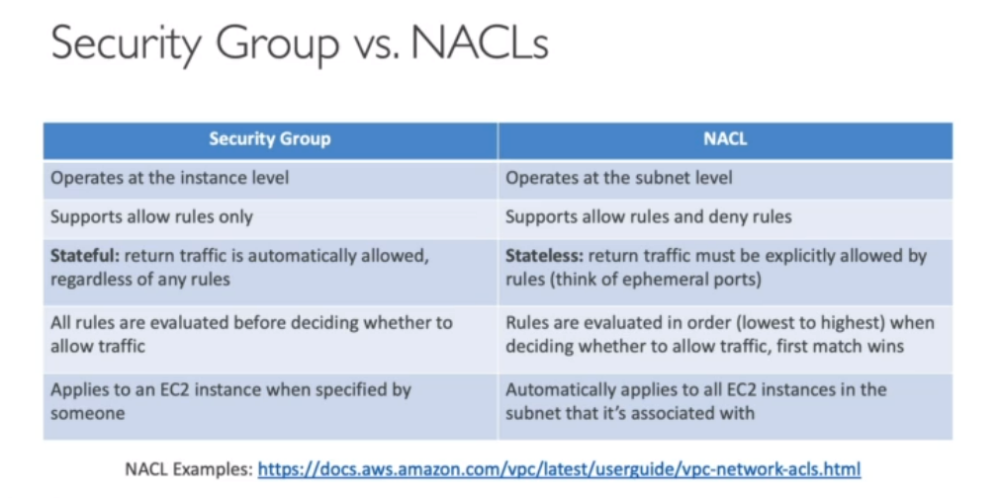 Security Group vs. NACLs
Security Group
NACL
Operates at the instance level
Operates at the subnet level
Supports allow rules only
Supports allow rules and deny rules
Stateful: return traffic is automatically allowed,
regardless of any rules
Stateless: return traffic must be explicitly allowed by
rules (think of ephemeral ports)
All rules are evaluated before deciding whether to
allow traffic
Rules are evaluated in order (lowest to highest) when
deciding whether to allow traffic, first match wins
Applies to an EC2 instance when specified by
someone
Automatically applies to all EC2 instances in the
subnet that it's associated with
NACL Examples: https://docs.aws.amazon.com/vpc/latest/userguide/vpc-network-acls.html